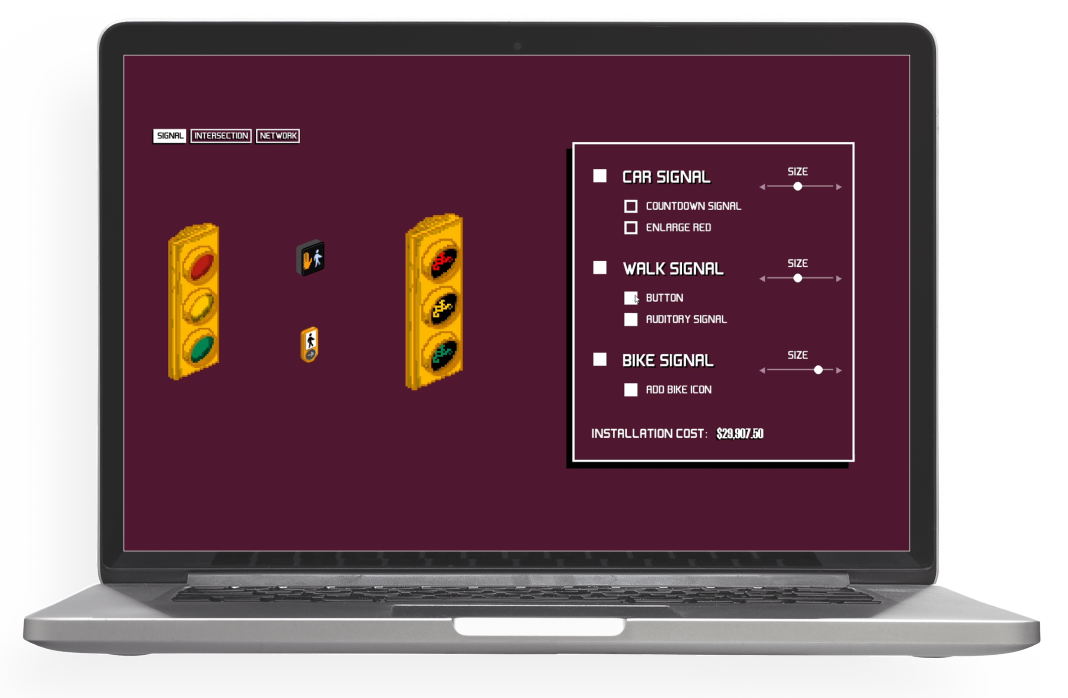 SIGNAL INTERSECTION NETWORK
CAR SIGNAL SIZE
COUNTDOWN SIGNAL
ENLARGE RED
WALK SIGNAL SIZE
BUTTON
AUDITORY SIGNAL
BIKE SIGNAL SIZE
ADD BIKE ICON
INSTALLATION COST: $29,907.50